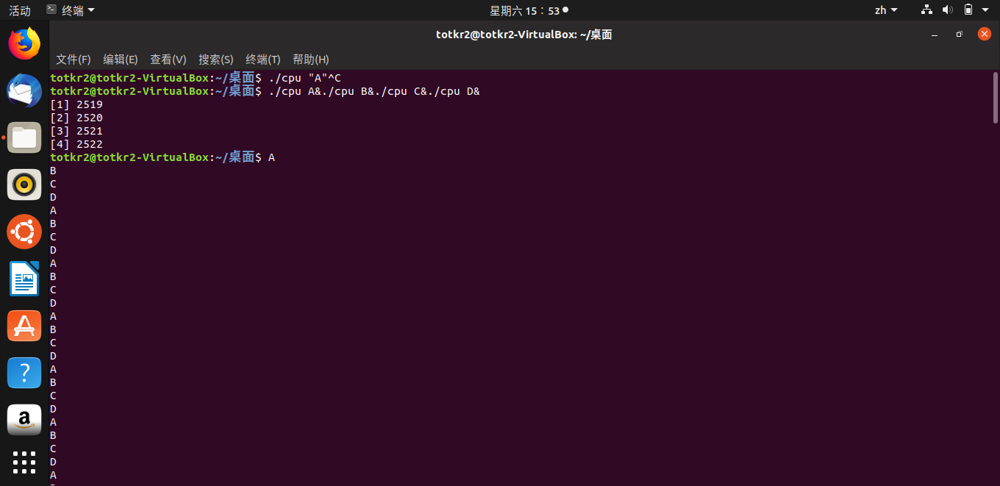 活动 终端 星期六 15：53 zh
totkr2@totkr2-VirtualBox: ~/桌面
文件(F) 编辑(E) 查看(V) 搜索(S) 终端(T) 帮助(H)
totkr2@totkr2-VirtualBox:~/桌面$ ./cpu "A"^C
totkr2@totkr2-VirtualBox:~/桌面$ ./cpu A&./cpu B&./cpu C&./cpu D&
[1] 2519
[2] 2520
[3] 2521
[4] 2522
totkr2@totkr2-VirtualBox:~/桌面$ A
B
C
D
A
B
C
D
A
B
C
D
A
B
C
D
A
B
C
D
A
B
C
D
A